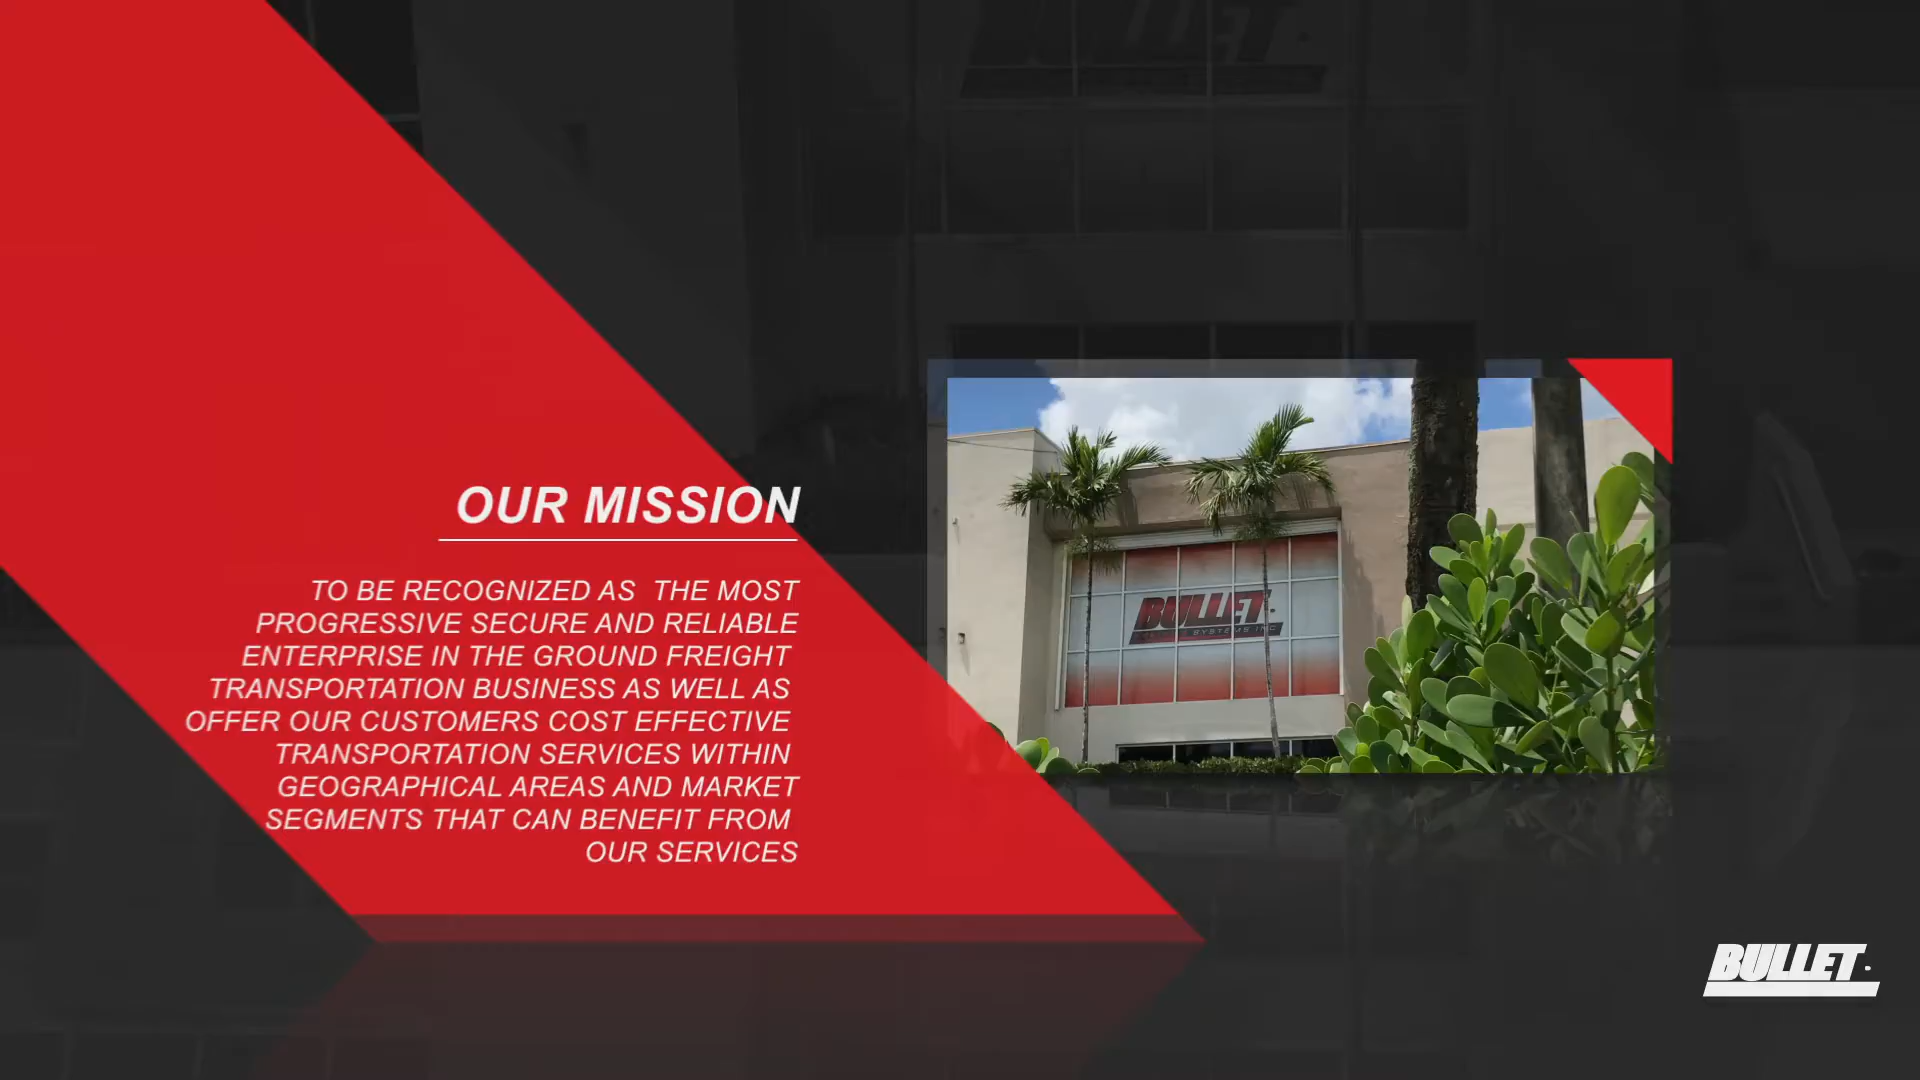 OUR MISSION
TO BE RECOGNIZED AS  THE MOST
PROGRESSIVE SECURE AND RELIABLE
ENTERPRISE IN THE GROUND FREIGHT
TRANSPORTATION BUSINESS AS WELL AS
OFFER OUR CUSTOMERS COST EFFECTIVE
TRANSPORTATION SERVICES WITHIN
GEOGRAPHICAL AREAS AND MARKET
SEGMENTS THAT CAN BENEFIT FROM
OUR SERVICES
BULLET
SYSTEMS INC
BULLET